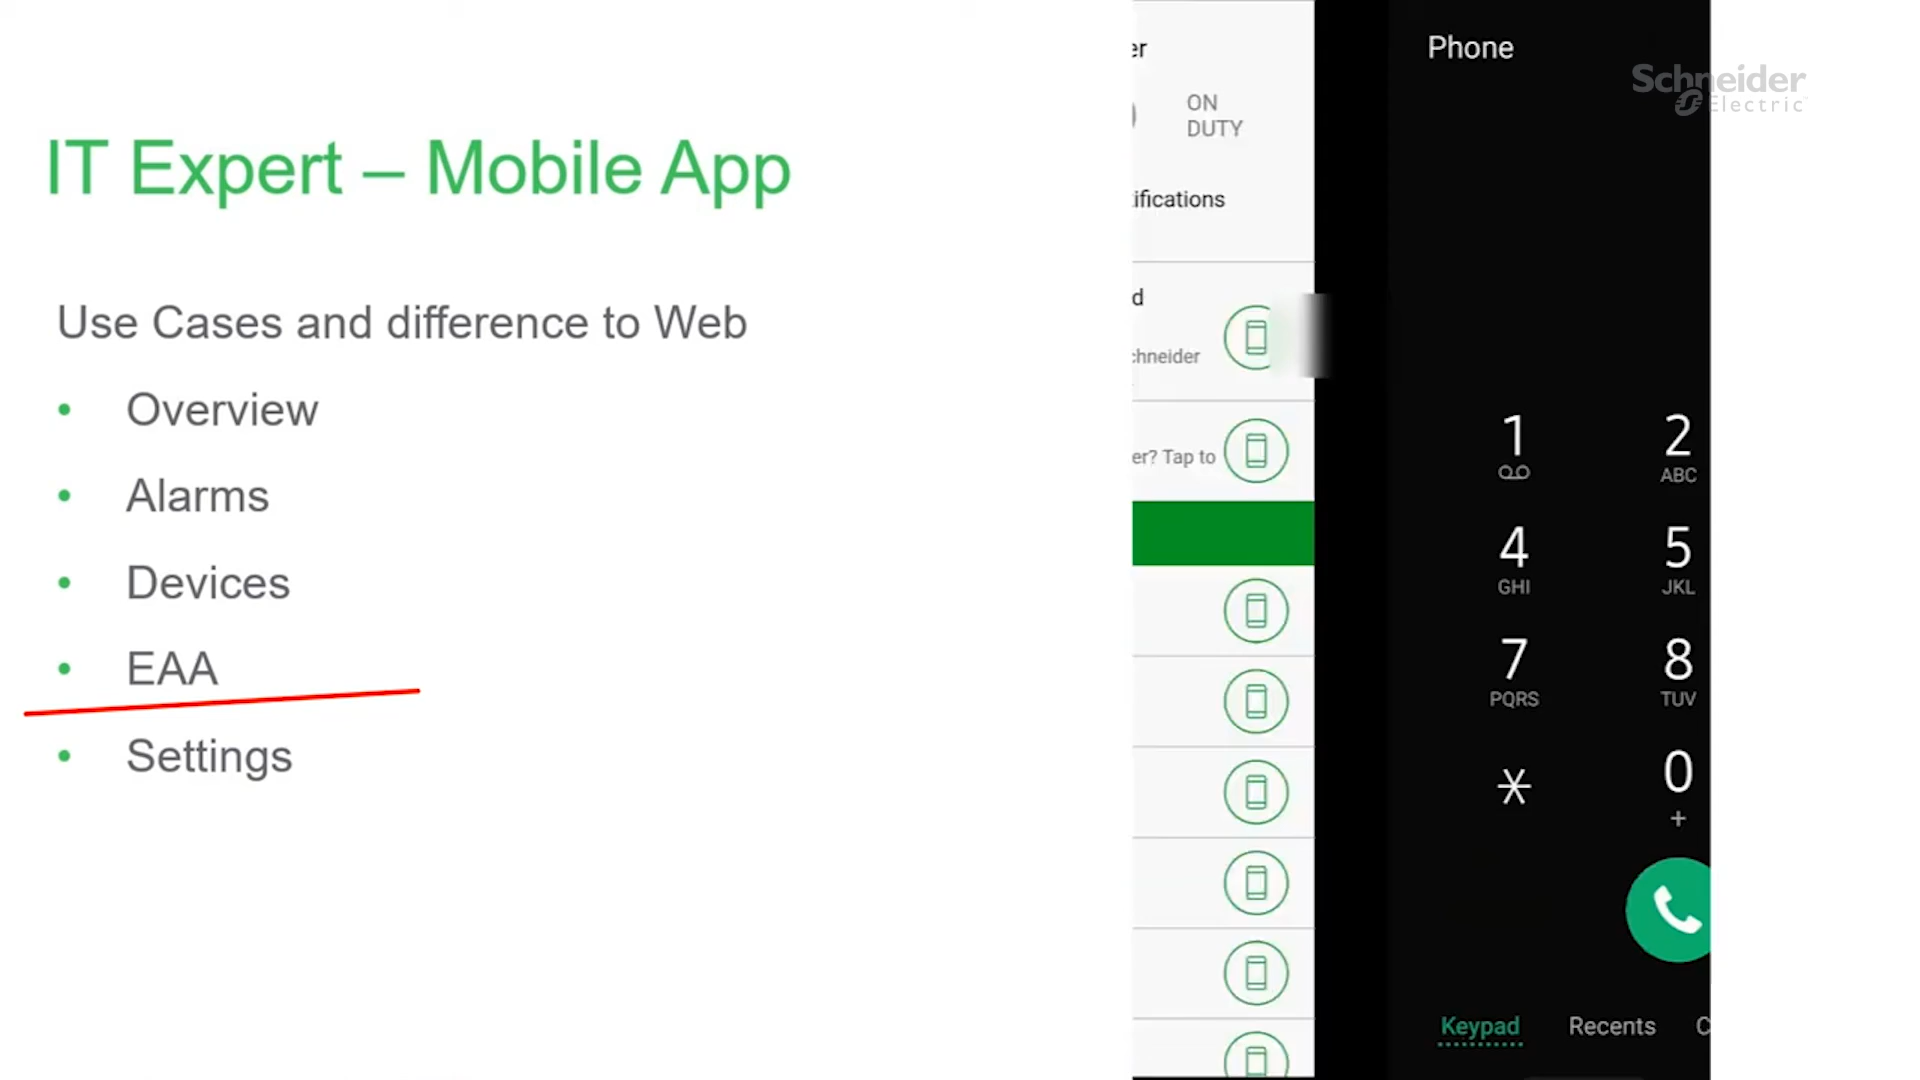 IT Expert – Mobile App
Use Cases and difference to Web
• Overview
• Alarms
• Devices
• EAA
• Settings
er
ON
DUTY
ifications
d
chneider
er? Tap to
Phone
Schneider
Electric
1
2
ABC
4
GHI
5
JKL
7
PQRS
8
TUV
*
0
+
Keypad Recents C